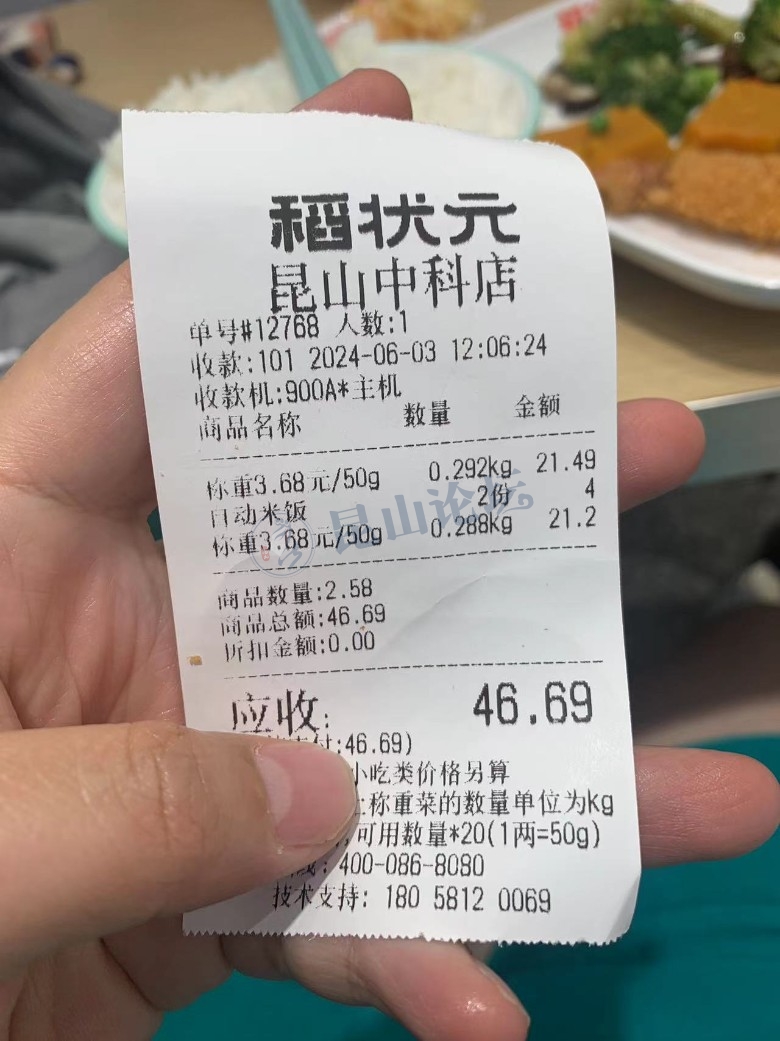 稻状元
昆山中科店
单号#12768 人数:1
收款:101 2024-06-03 12:06:24
收款机:900A*主机
商品名称 数量 金额
称重3.68元/50g 0.292kg 21.49
自动米饭 2份 4
称重3.68元/50g 0.288kg 21.2
昆山论坛
商品数量:2.58
商品总额:46.69
折扣金额:0.00
应收: 46.69
付:46.69)
小吃类价格另算
称重菜的数量单位为kg
可用数量*20(1两=50g)
线: 400-086-8080
技术支持: 180 5812 0069